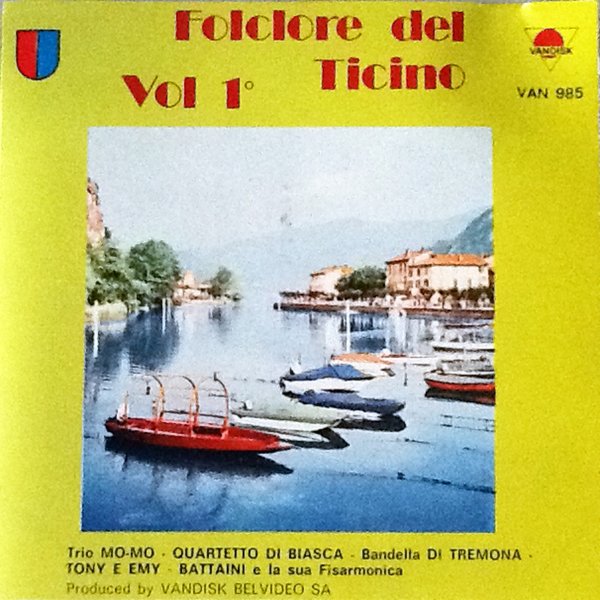 Folclore del
Ticino
Vol 1°
VANDISK
VAN 985
Trio MO-MO - QUARTETTO DI BIASCA - Bandella DI TREMONA -
TONY E EMY - BATTAINI e la sua Fisarmonica
Produced by VANDISK BELVIDEO SA